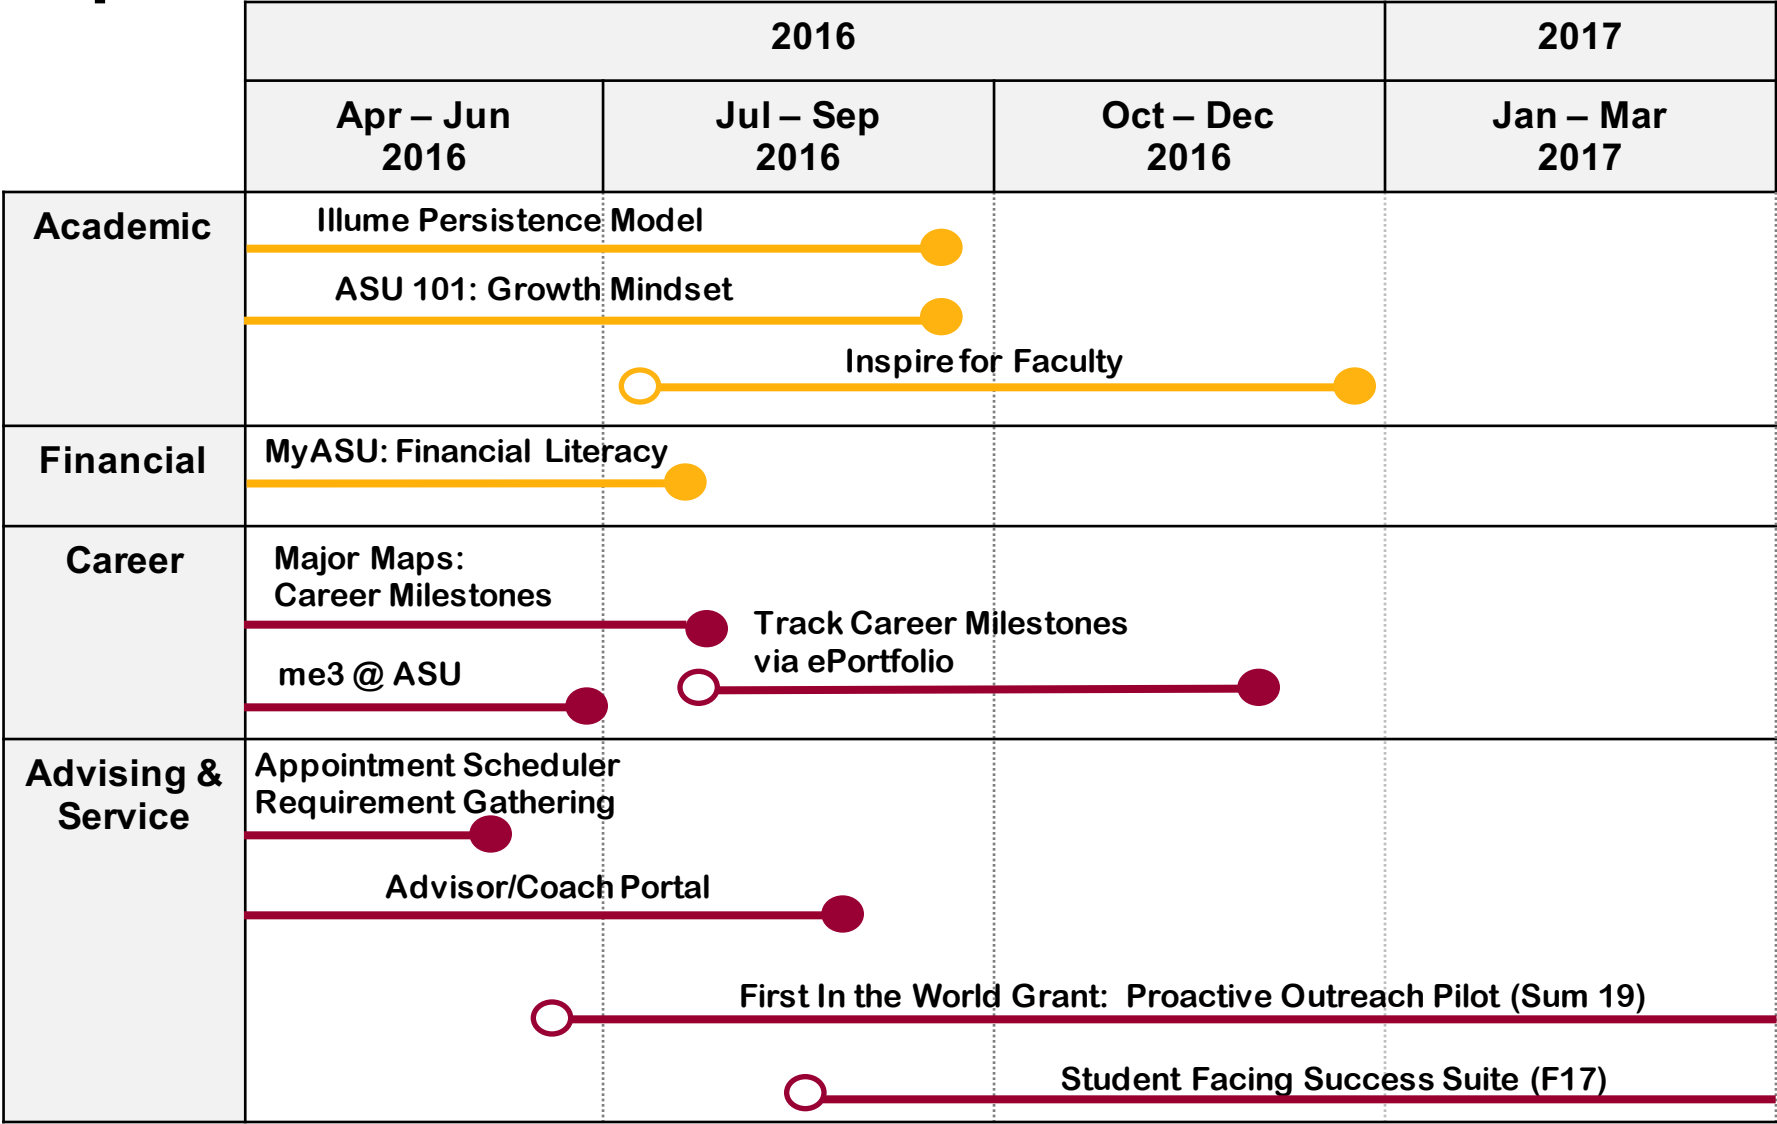 2016
2017
Apr – Jun
2016
Jul – Sep
2016
Oct – Dec
2016
Jan – Mar
2017
Academic
Illume Persistence Model
ASU 101: Growth Mindset
Inspire for Faculty
Financial
MyASU: Financial Literacy
Career
Major Maps:
Career Milestones
Track Career Milestones
via ePortfolio
me3 @ ASU
Advising &
Service
Appointment Scheduler
Requirement Gathering
Advisor/Coach Portal
First In the World Grant: Proactive Outreach Pilot (Sum 19)
Student Facing Success Suite (F17)